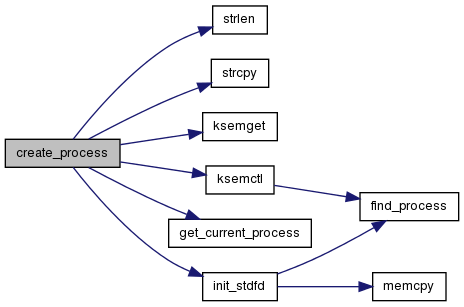 strlen
strcpy
ksemget
create_process
ksemctl
find_process
get_current_process
init_stdfd
memcpy